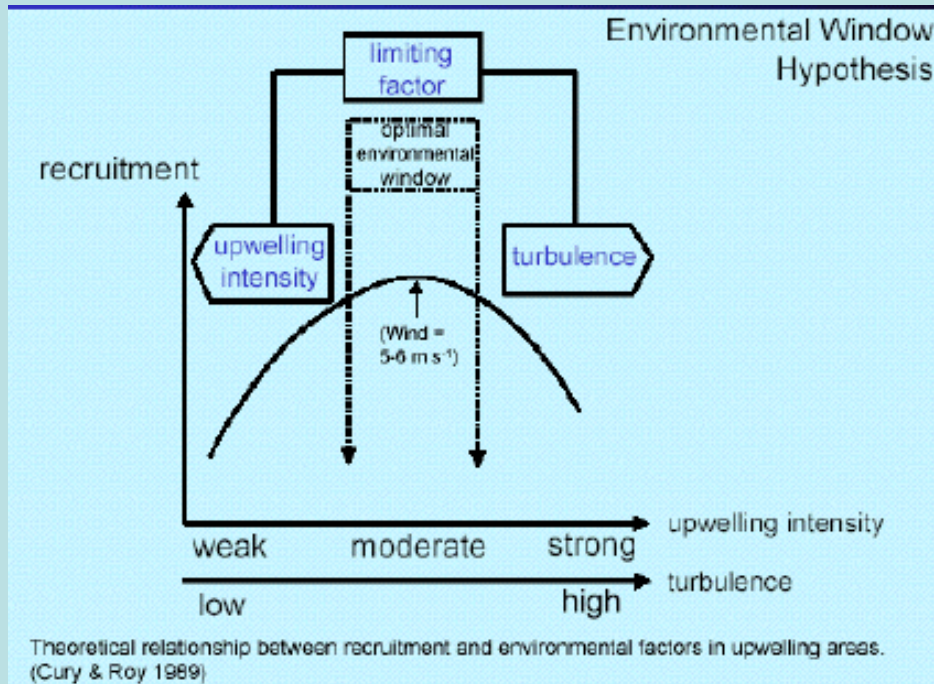 Environmental Window
Hypothesis
limiting
factor
optimal
environmental
window
recruitment
upwelling
intensity
turbulence
(Wind =
5-6 m s⁻¹)
upwelling intensity
weak moderate strong
turbulence
low high
Theoretical relationship between recruitment and environmental factors in upwelling areas.
(Cury & Roy 1989)